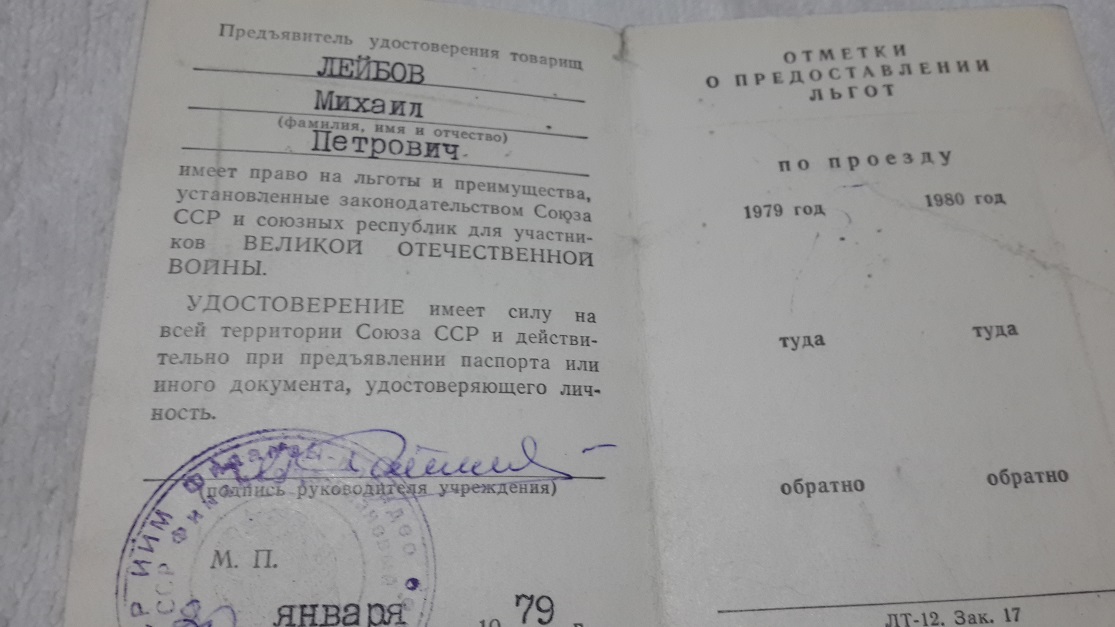 Предъявитель удостоверения товарищ
ЛЕЙБОВ
Михаил
(фамилия, имя и отчество)
Петрович
имеет право на льготы и преимущества,
установленные законодательством Союза
ССР и союзных республик для участни-
ков ВЕЛИКОЙ ОТЕЧЕСТВЕННОЙ
ВОЙНЫ.
УДОСТОВЕРЕНИЕ имеет силу на
всей территории Союза ССР и действи-
тельно при предъявлении паспорта или
иного документа, удостоверяющего лич-
ность.
(подпись руководителя учреждения)
М. П.
января 79
ОТМЕТКИ
О ПРЕДОСТАВЛЕНИИ
ЛЬГОТ
по проезду
1979 год 1980 год
туда туда
обратно обратно
ЛТ-12. Зак. 17